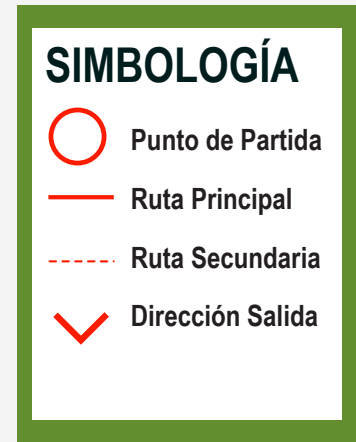 SIMBOLOGÍA
Punto de Partida
Ruta Principal
Ruta Secundaria
Dirección Salida